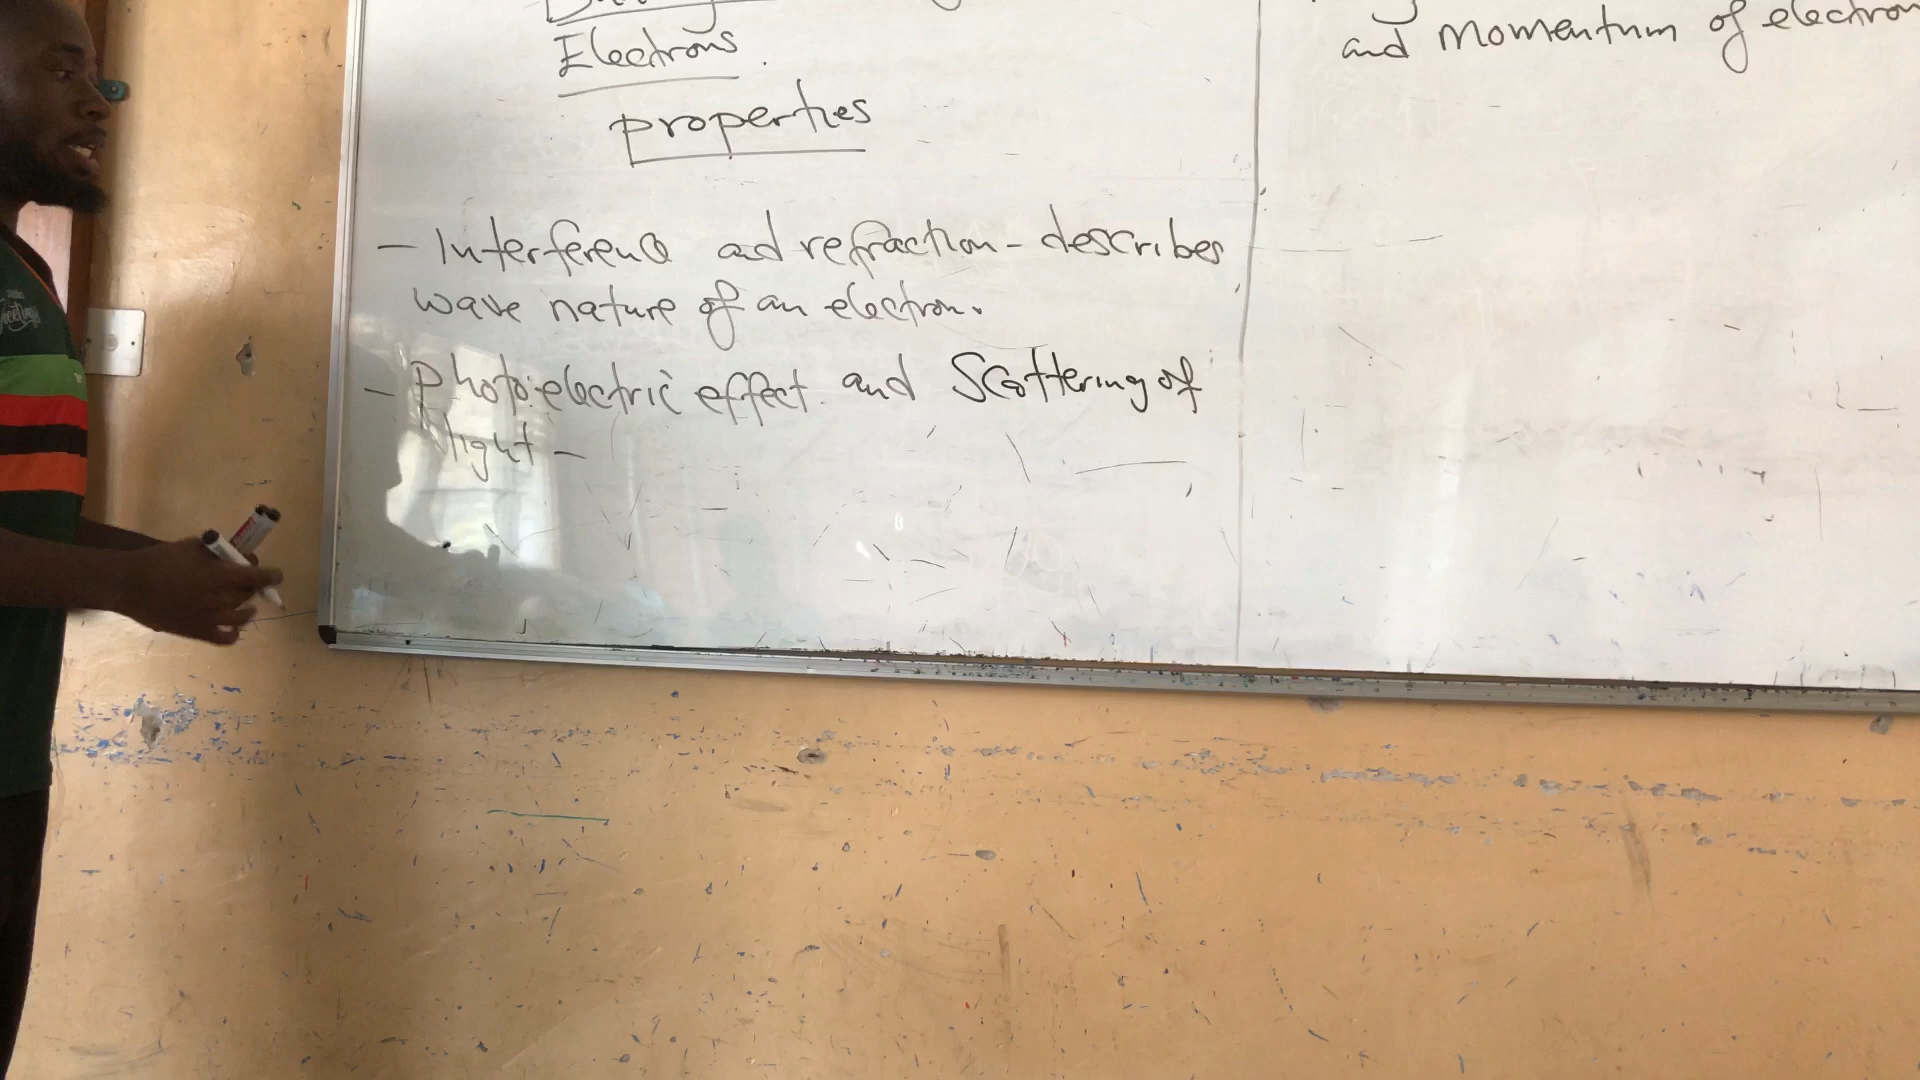 Electrons.
properties
- Interference and refraction - describes
wave nature of an electron.
- Photoelectric effect and Scattering of
light -
and momentum of electron